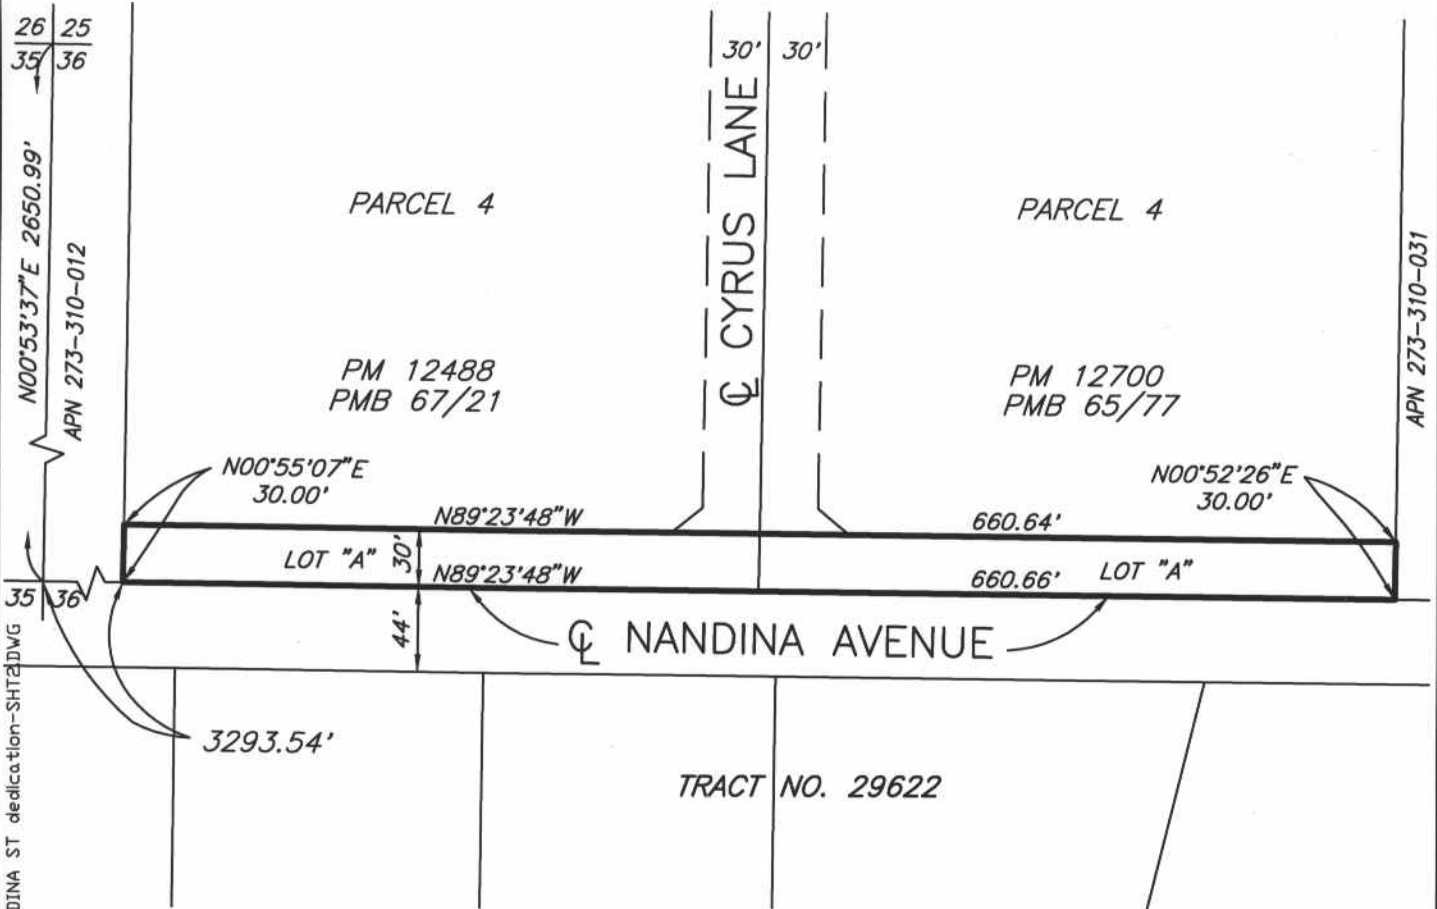 26 25
35 36
N00°53'37"E 2650.99'
APN 273-310-012
30' 30'
℄ CYRUS LANE
PARCEL 4
PARCEL 4
APN 273-310-031
PM 12488
PMB 67/21
PM 12700
PMB 65/77
N00°55'07"E
30.00'
N00°52'26"E
30.00'
N89°23'48"W
660.64'
LOT "A"
30'
N89°23'48"W
660.66'
LOT "A"
35 36
44'
℄ NANDINA AVENUE
3293.54'
TRACT NO. 29622
DINA ST dedication-SHT2.DWG